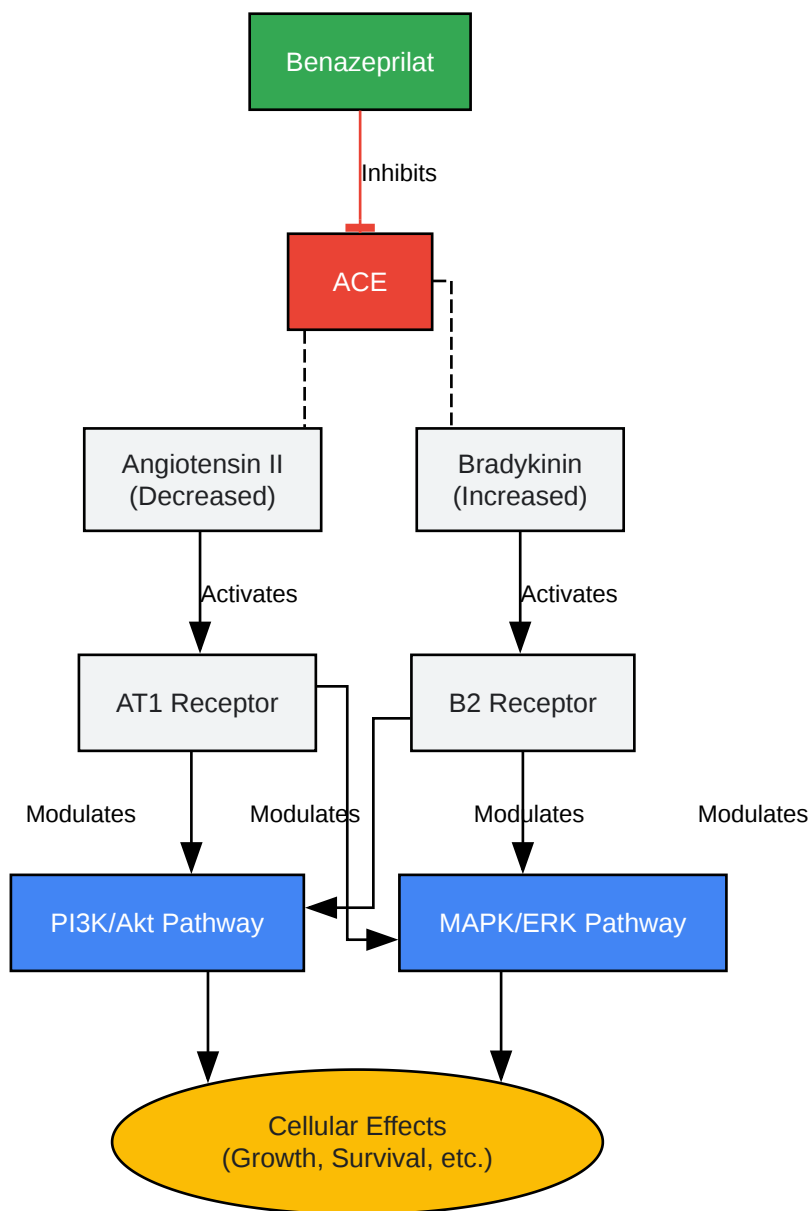 Benazeprilat
Inhibits
ACE
Angiotensin II
(Decreased)
Bradykinin
(Increased)
Activates
Activates
AT1 Receptor
B2 Receptor
Modulates
Modulates
Modulates
Modulates
PI3K/Akt Pathway
MAPK/ERK Pathway
Cellular Effects
(Growth, Survival, etc.)